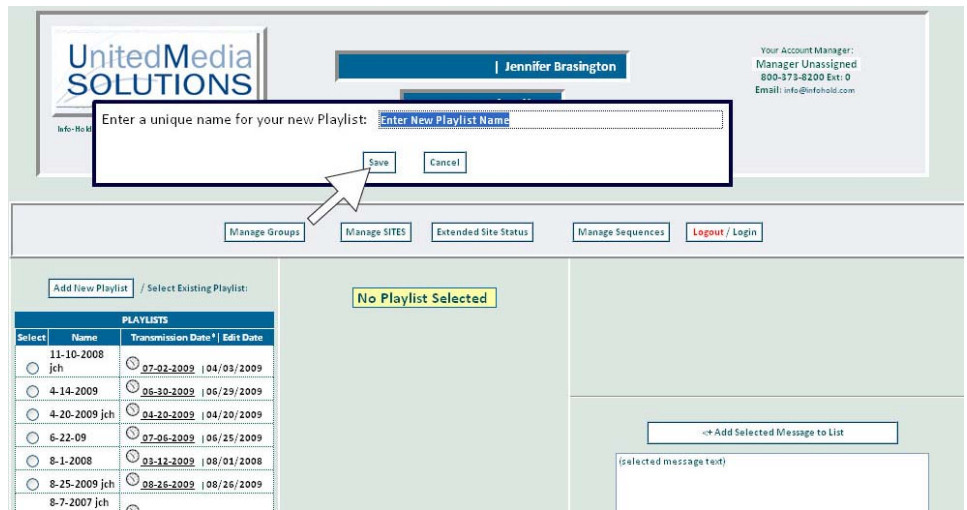 UnitedMedia
SOLUTIONS
| Jennifer Brasington
Your Account Manager:
Manager Unassigned
800-373-8200 Ext: 0
Email: info@infohold.com
Info-Hold
Enter a unique name for your new Playlist: Enter New Playlist Name
Save Cancel
Manage Groups Manage SITES Extended Site Status Manage Sequences Logout / Login
Add New Playlist / Select Existing Playlist:
No Playlist Selected
PLAYLISTS
Select Name Transmission Date* | Edit Date
11-10-2008
jch 07-02-2009 | 04/03/2009
4-14-2009 06-30-2009 | 06/29/2009
4-20-2009 jch 04-20-2009 | 04/20/2009
6-22-09 07-06-2009 | 06/25/2009
8-1-2008 03-12-2009 | 08/01/2008
8-25-2009 jch 08-26-2009 | 08/26/2009
8-7-2007 jch
<+ Add Selected Message to List
(selected message text)